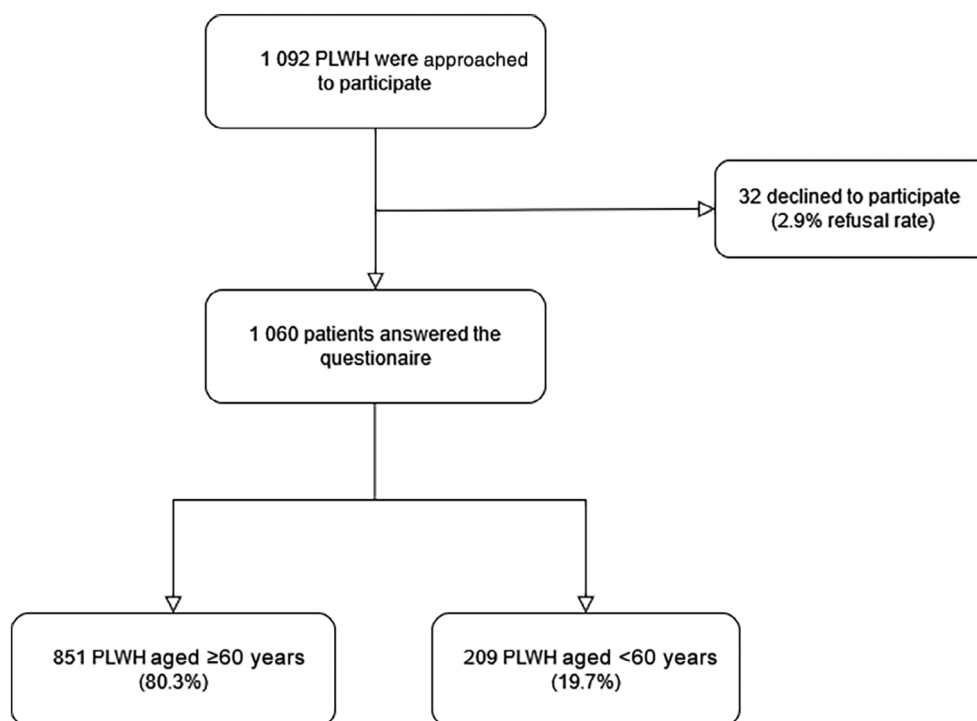 1 092 PLWH were approached
to participate
32 declined to participate
(2.9% refusal rate)
1 060 patients answered the
questionaire
851 PLWH aged ≥60 years
(80.3%)
209 PLWH aged <60 years
(19.7%)